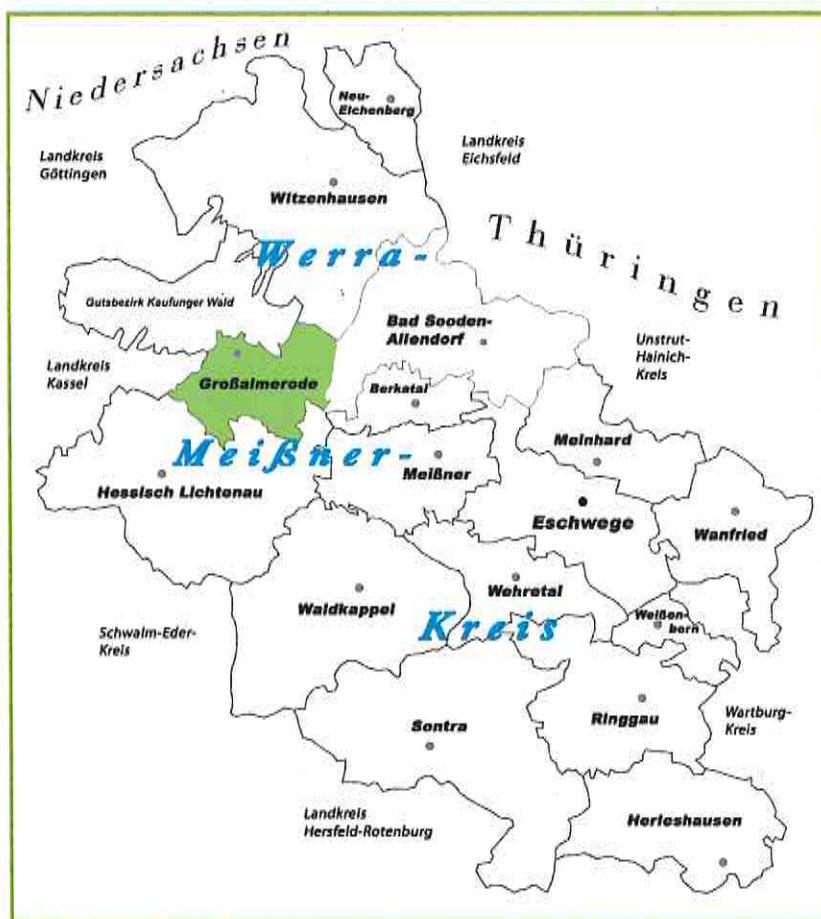 Niedersachsen
Neu-
Eichenberg
Landkreis
Göttingen
Landkreis
Eichsfeld
Witzenhausen
Thüringen
Werra-
Gutsbezirk Kaufunger Wald
Bad Sooden-
Allendorf
Unstrut-
Hainich-
Kreis
Landkreis
Kassel
Großalmerode
Berkatal
Meinhard
Meißner-
Meißner
Hessisch Lichtenau
Eschwege
Wanfried
Wehretal
Waldkappel
Weißen-
born
Kreis
Schwalm-Eder-
Kreis
Sontra
Ringgau
Wartburg-
Kreis
Landkreis
Hersfeld-Rotenburg
Herleshausen